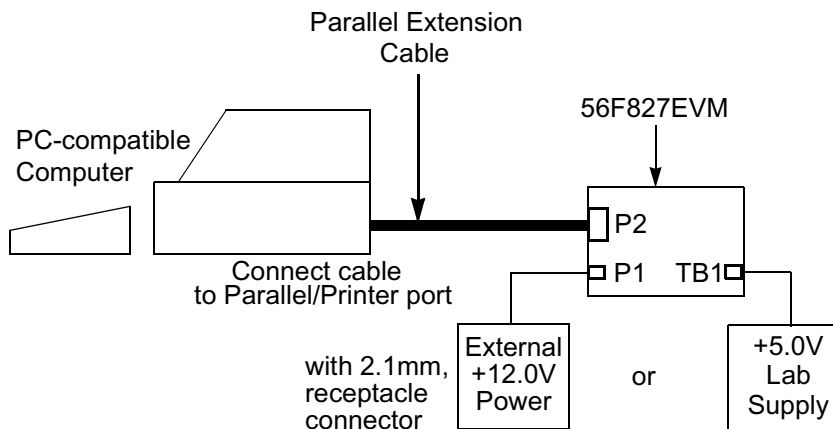 Parallel Extension
Cable
56F827EVM
PC-compatible
Computer
P2
P1 TB1
Connect cable
to Parallel/Printer port
with 2.1mm,
receptacle
connector
External
+12.0V
Power
or
+5.0V
Lab
Supply